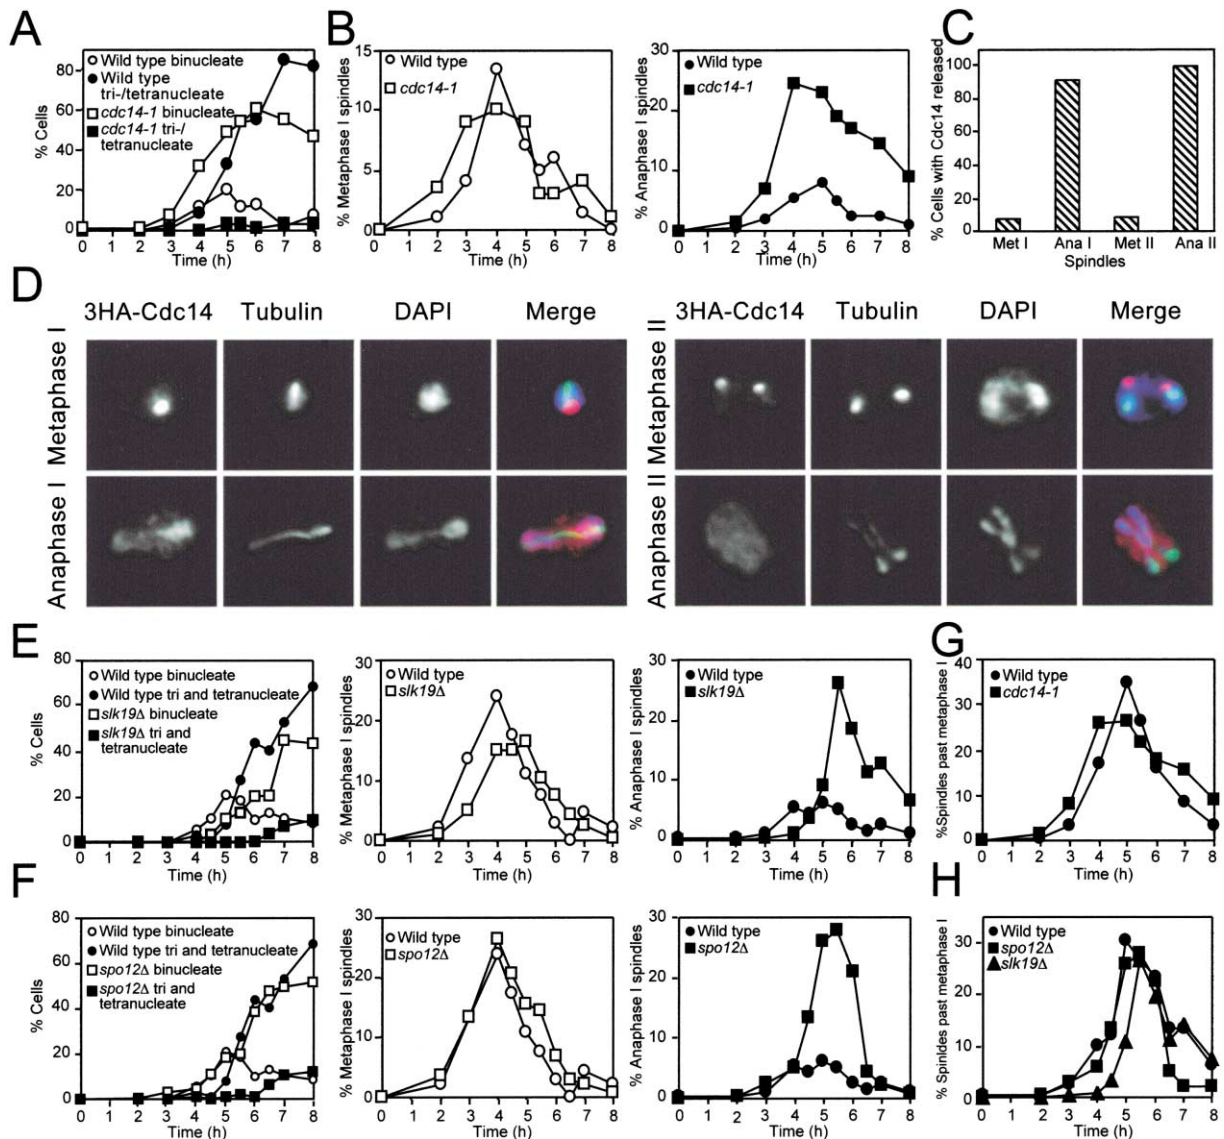 A
Wild type binucleate
Wild type
tri-/tetranucleate
cdc14-1 binucleate
cdc14-1 tri-/
tetranucleate
% Cells
80
60
40
20
0
0 1 2 3 4 5 6 7 8
Time (h)
B
Wild type
cdc14-1
% Metaphase I spindles
15
10
5
0
0 1 2 3 4 5 6 7 8
Time (h)
Wild type
cdc14-1
% Anaphase I spindles
30
20
10
0
0 1 2 3 4 5 6 7 8
Time (h)
C
% Cells with Cdc14 released
100
80
60
40
20
0
Met I Ana I Met II Ana II
Spindles
D
3HA-Cdc14 Tubulin DAPI Merge
Metaphase I
Anaphase I
3HA-Cdc14 Tubulin DAPI Merge
Metaphase II
Anaphase II
E
Wild type binucleate
Wild type tri and tetranucleate
slk19Δ binucleate
slk19Δ tri and
tetranucleate
% Cells
80
60
40
20
0
0 1 2 3 4 5 6 7 8
Time (h)
Wild type
slk19Δ
% Metaphase I spindles
30
20
10
0
0 1 2 3 4 5 6 7 8
Time (h)
Wild type
slk19Δ
% Anaphase I spindles
30
20
10
0
0 1 2 3 4 5 6 7 8
Time (h)
G
Wild type
cdc14-1
%Spindles past metaphase I
40
30
20
10
0
0 1 2 3 4 5 6 7 8
Time (h)
F
Wild type binucleate
Wild type tri and tetranucleate
spo12Δ binucleate
spo12Δ tri and
tetranucleate
% Cells
80
60
40
20
0
0 1 2 3 4 5 6 7 8
Time (h)
Wild type
spo12Δ
% Metaphase I spindles
30
20
10
0
0 1 2 3 4 5 6 7 8
Time (h)
Wild type
spo12Δ
% Anaphase I spindles
30
20
10
0
0 1 2 3 4 5 6 7 8
Time (h)
H
Wild type
spo12Δ
slk19Δ
% Spinldes past metaphase I
30
20
10
0
0 1 2 3 4 5 6 7 8
Time (h)